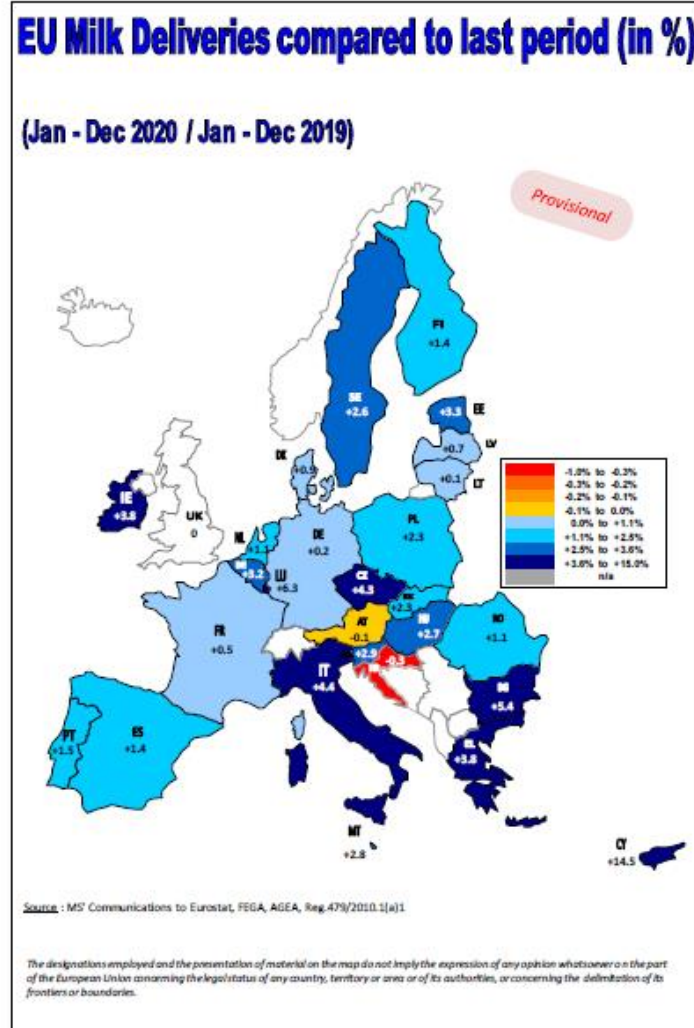 EU Milk Deliveries compared to last period (in %)
(Jan - Dec 2020 / Jan - Dec 2019)
Provisional
FI
+1.4
SE
+2.6
EE
+3.3
LV
+0.7
LT
+0.1
DK
+0.9
IE
+3.8
UK
0
NL
+1.1
DE
+0.2
PL
+2.3
+3.2
LU
+6.3
CZ
+4.3
+2.3
FR
+0.5
AT
-0.1
HU
+2.7
RO
+1.1
+2.9
-0.3
IT
+4.4
+5.4
EL
+3.8
PT
+1.5
ES
+1.4
MT
+2.8
CY
+14.5
-1.0% to -0.3%
-0.3% to -0.2%
-0.2% to -0.1%
-0.1% to 0.0%
0.0% to +1.1%
+1.1% to +2.5%
+2.5% to +3.6%
+3.6% to +15.0%
n/a
Source : MS' Communications to Eurostat, FEGA, AGEA, Reg.479/2010.1(a)1
The designations employed and the presentation of material on the map do not imply the expression of any opinion whatsoever on the part
of the European Union concerning the legal status of any country, territory or area or of its authorities, or concerning the delimitation of its
frontiers or boundaries.